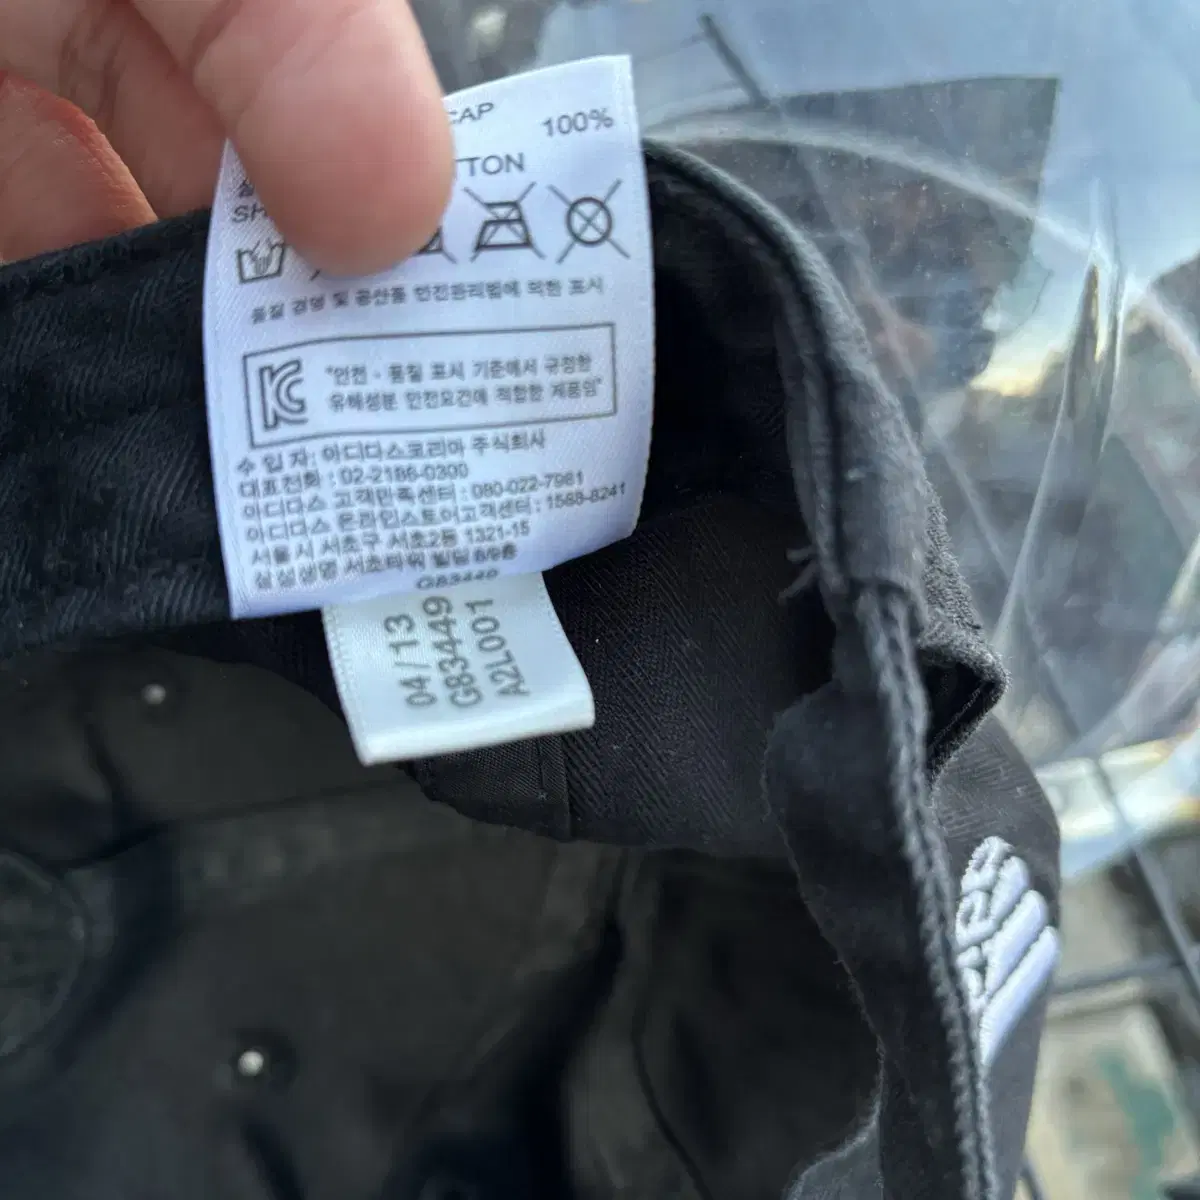 CAP
100%
TTON
SH
품질 경영 및 공산품 안전관리법에 의한 표시
"안전 · 품질 표시 기준에서 규정한
유해성분 안전요건에 적합한 제품임"
수 입 자: 아디다스코리아 주식회사
대표전화 : 02-2186-0300
아디다스 고객만족센터 : 080-022-7981
아디다스 온라인스토어고객센터 : 1588-8241
서울시 서초구 서초2동 1321-15
삼성생명 서초타워 빌딩 8/9층
G83449
04/13
G83449
A2L001